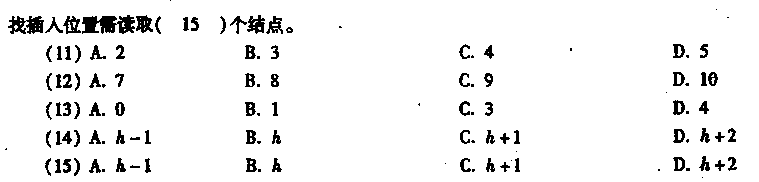 找插入位置需读取( 15 )个结点。
(11) A. 2 B. 3 C. 4 D. 5
(12) A. 7 B. 8 C. 9 D. 10
(13) A. 0 B. 1 C. 3 D. 4
(14) A. h-1 B. h C. h+1 D. h+2
(15) A. h-1 B. h C. h+1 D. h+2